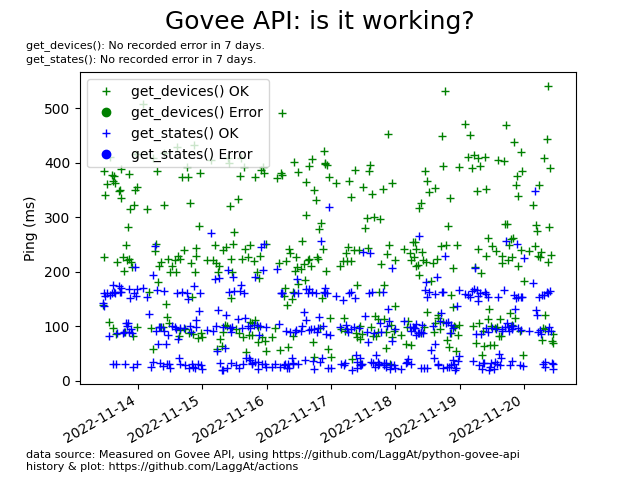 Govee API: is it working?
get_devices(): No recorded error in 7 days.
get_states(): No recorded error in 7 days.
get_devices() OK
get_devices() Error
get_states() OK
get_states() Error
Ping (ms)
500
400
300
200
100
0
2022-11-14
2022-11-15
2022-11-16
2022-11-17
2022-11-18
2022-11-19
2022-11-20
data source: Measured on Govee API, using https://github.com/LaggAt/python-govee-api
history & plot: https://github.com/LaggAt/actions